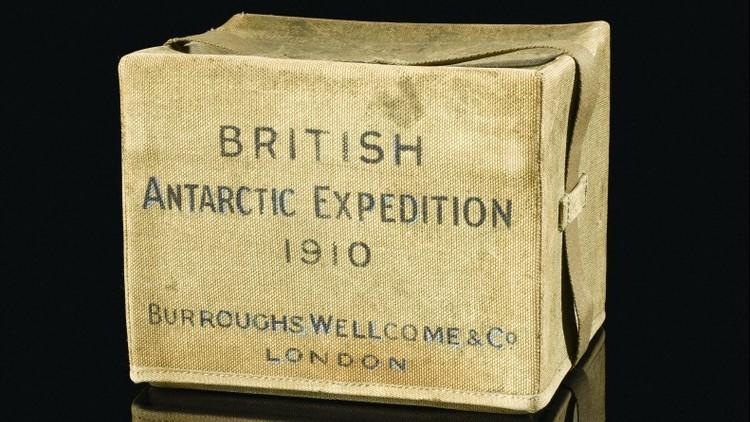 BRITISH
ANTARCTIC EXPEDITION
1910
BURROUGHS WELLCOME & Co
LONDON